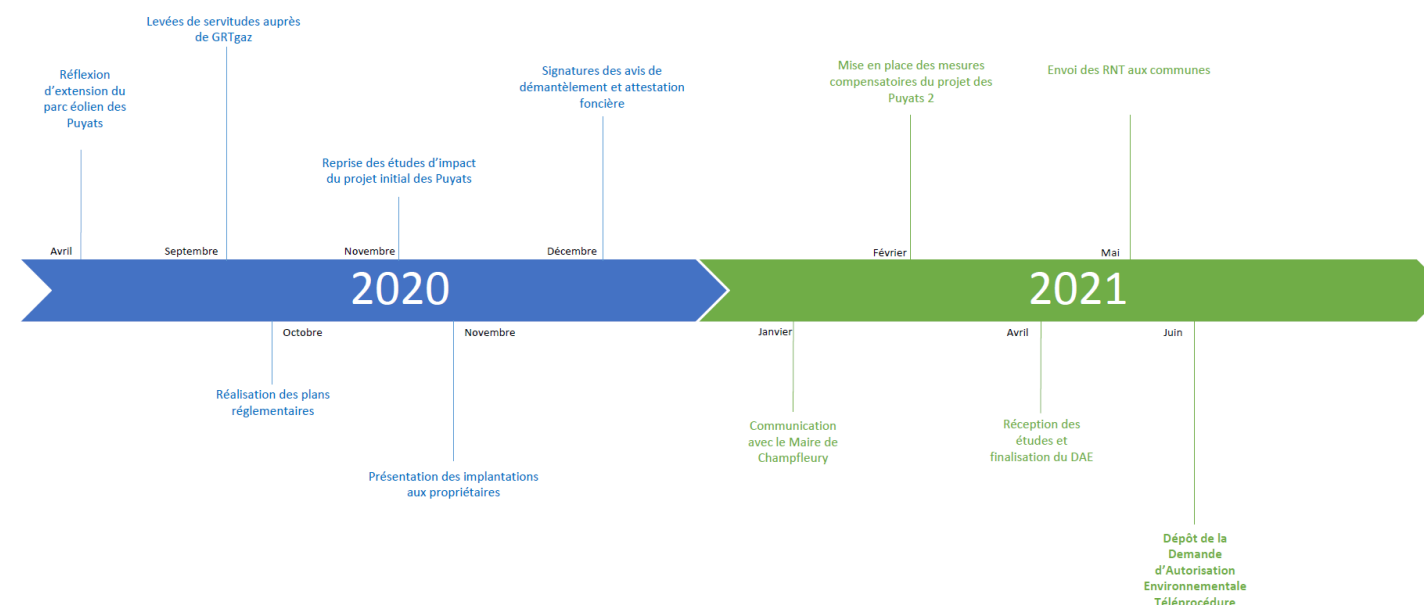 Levées de servitudes auprès
de GRTgaz
Réflexion
d’extension du
parc éolien des
Puyats
Signatures des avis de
démantèlement et attestation
foncière
Mise en place des mesures
compensatoires du projet des
Puyats 2
Envoi des RNT aux communes
Reprise des études d’impact
du projet initial des Puyats
Avril
Septembre
Novembre
Décembre
Février
Mai
2020
2021
Octobre
Novembre
Janvier
Avril
Juin
Réalisation des plans
réglementaires
Présentation des implantations
aux propriétaires
Communication
avec le Maire de
Champfleury
Réception des
études et
finalisation du DAE
Dépôt de la
Demande
d’Autorisation
Environnementale
Téléprocédure